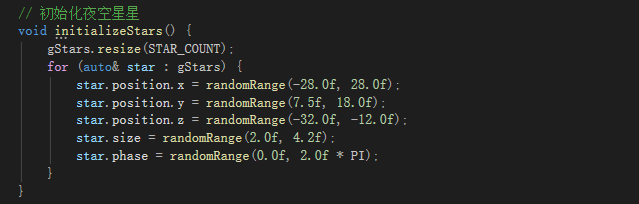 // 初始化夜空星星
void initializeStars() {
    gStars.resize(STAR_COUNT);
    for (auto& star : gStars) {
        star.position.x = randomRange(-28.0f, 28.0f);
        star.position.y = randomRange(7.5f, 18.0f);
        star.position.z = randomRange(-32.0f, -12.0f);
        star.size = randomRange(2.0f, 4.2f);
        star.phase = randomRange(0.0f, 2.0f * PI);
    }
}